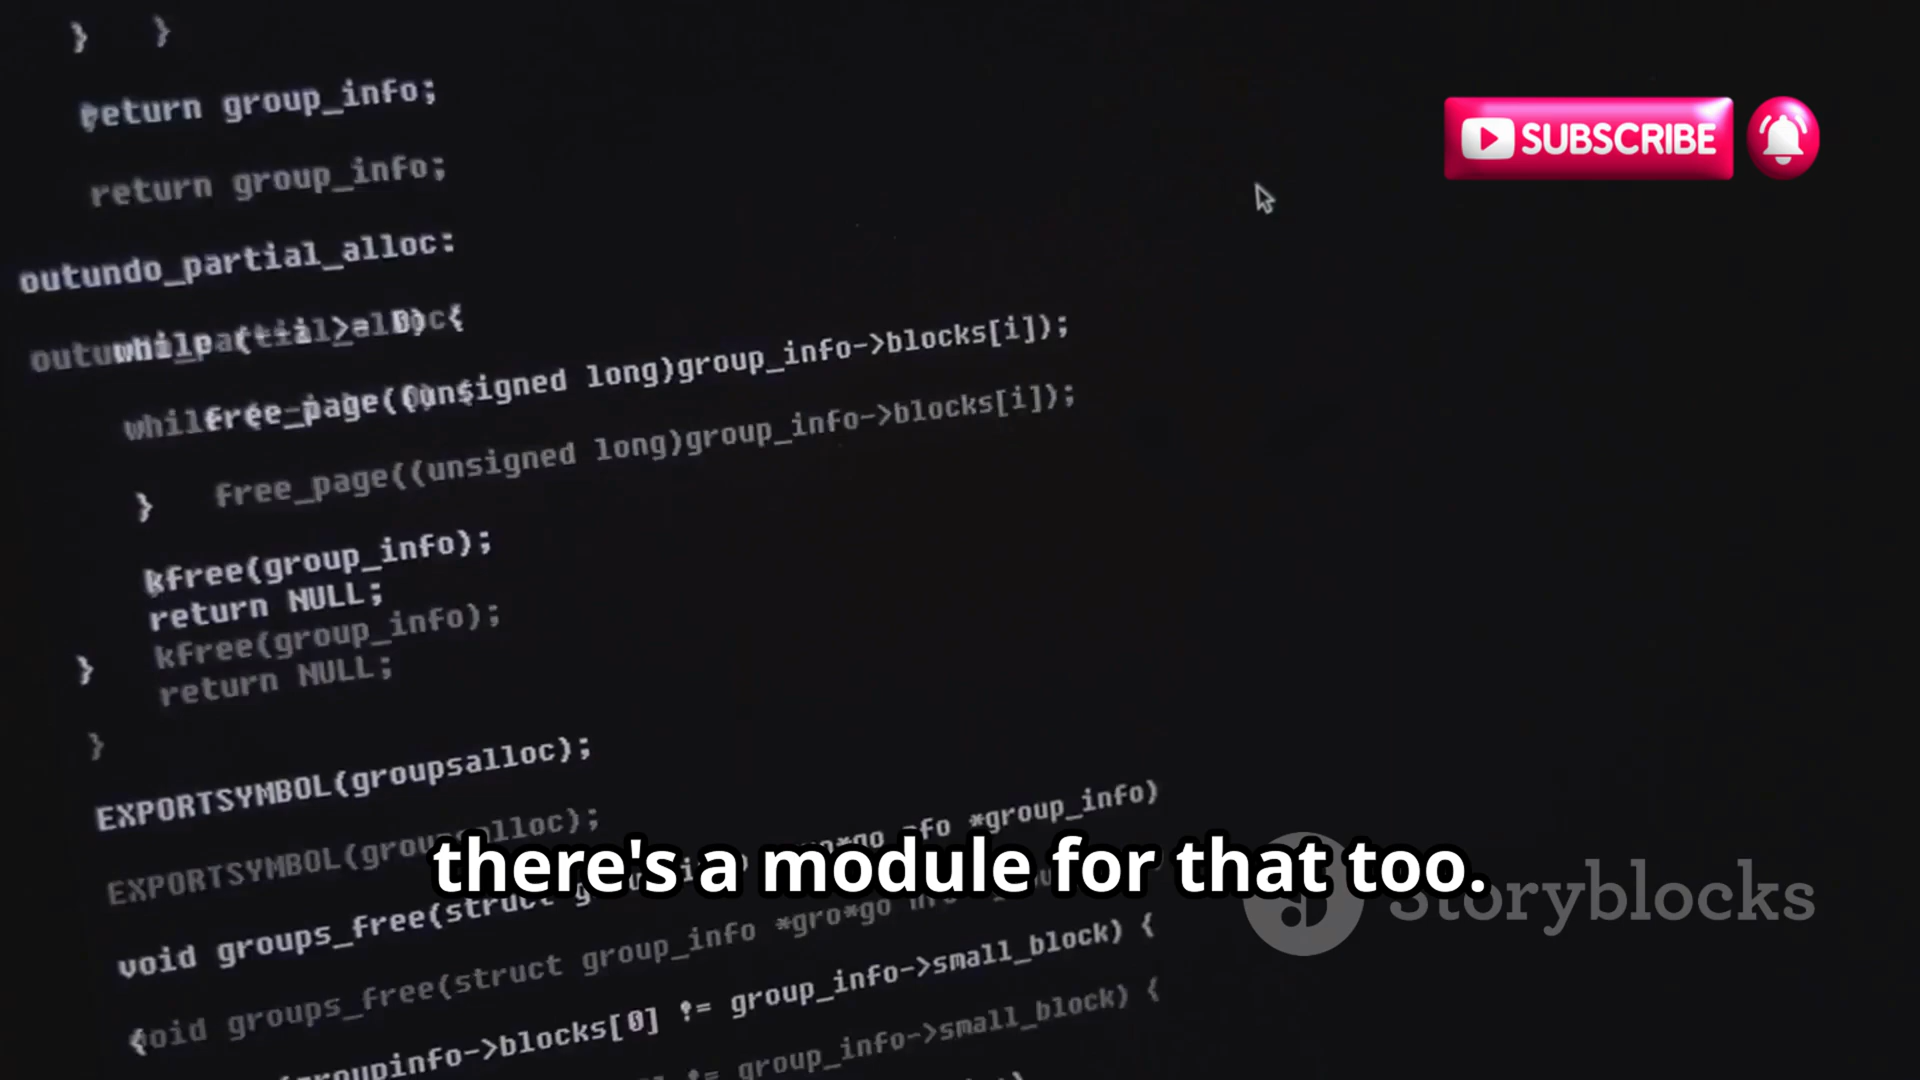 }   }
return group_info;
SUBSCRIBE
return group_info;
outundo_partial_alloc:
free_page((unsigned long)group_info->blocks[i]);
free_page((unsigned long)group_info->blocks[i]);
}
kfree(group_info);
return NULL;
kfree(group_info);
return NULL;
}
}
EXPORTSYMBOL(groupsalloc);
EXPORTSYMBOL(groupsalloc);
there's a module for that too.
Storyblocks
void groups_free(struct *group_info)
void groups_free(struct group_info
->blocks[0] != group_info->small_block) {
!= group_info->small_block) {